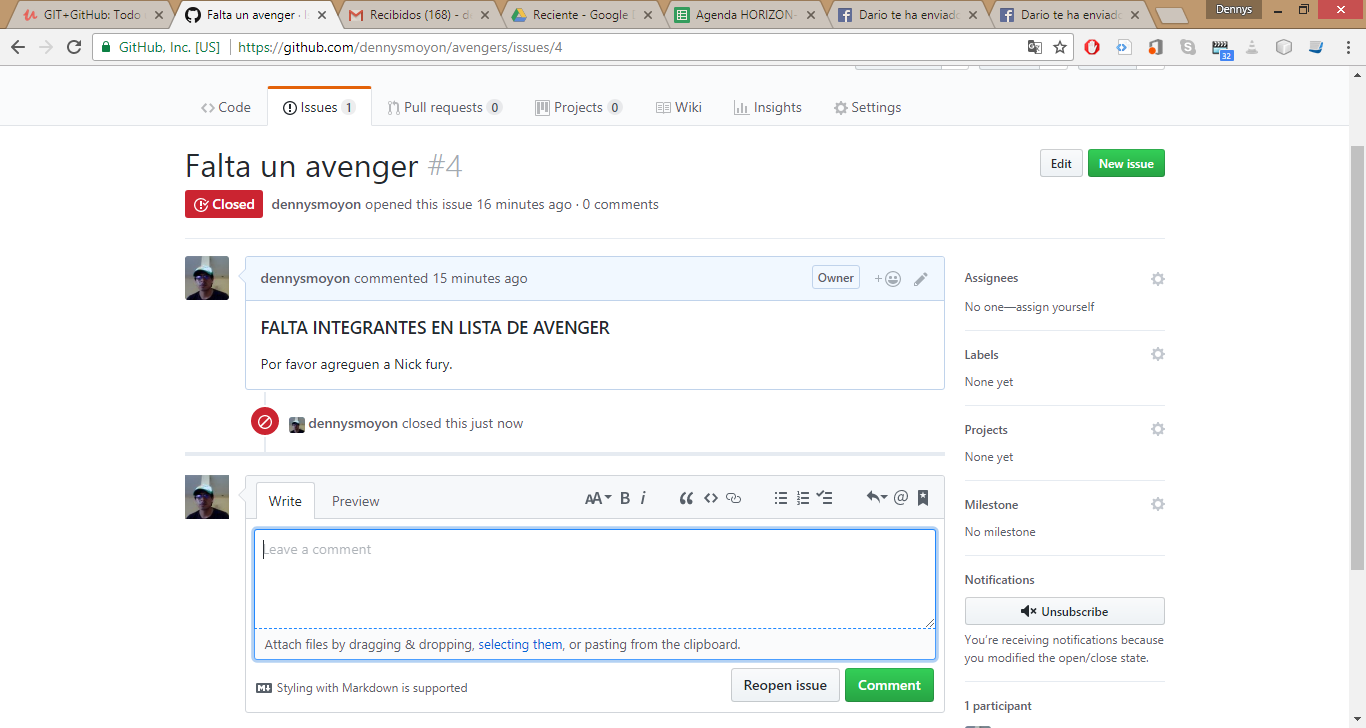 GIT+GitHub: Todo
Falta un avenger · I
Recibidos (168) - d
Reciente - Google
Agenda HORIZON-
Dario te ha enviado
Dario te ha enviado
Dennys
GitHub, Inc. [US]
https://github.com/dennysmoyon/avengers/issues/4
32
Code
Issues 1
Pull requests 0
Projects 0
Wiki
Insights
Settings
Falta un avenger #4
Edit
New issue
Closed
dennysmoyon opened this issue 16 minutes ago · 0 comments
dennysmoyon commented 15 minutes ago
Owner
FALTA INTEGRANTES EN LISTA DE AVENGER
Por favor agreguen a Nick fury.
dennysmoyon closed this just now
Write
Preview
AA B i
Leave a comment
Attach files by dragging & dropping, selecting them, or pasting from the clipboard.
Styling with Markdown is supported
Reopen issue
Comment
Assignees
No one—assign yourself
Labels
None yet
Projects
None yet
Milestone
No milestone
Notifications
Unsubscribe
You're receiving notifications because
you modified the open/close state.
1 participant